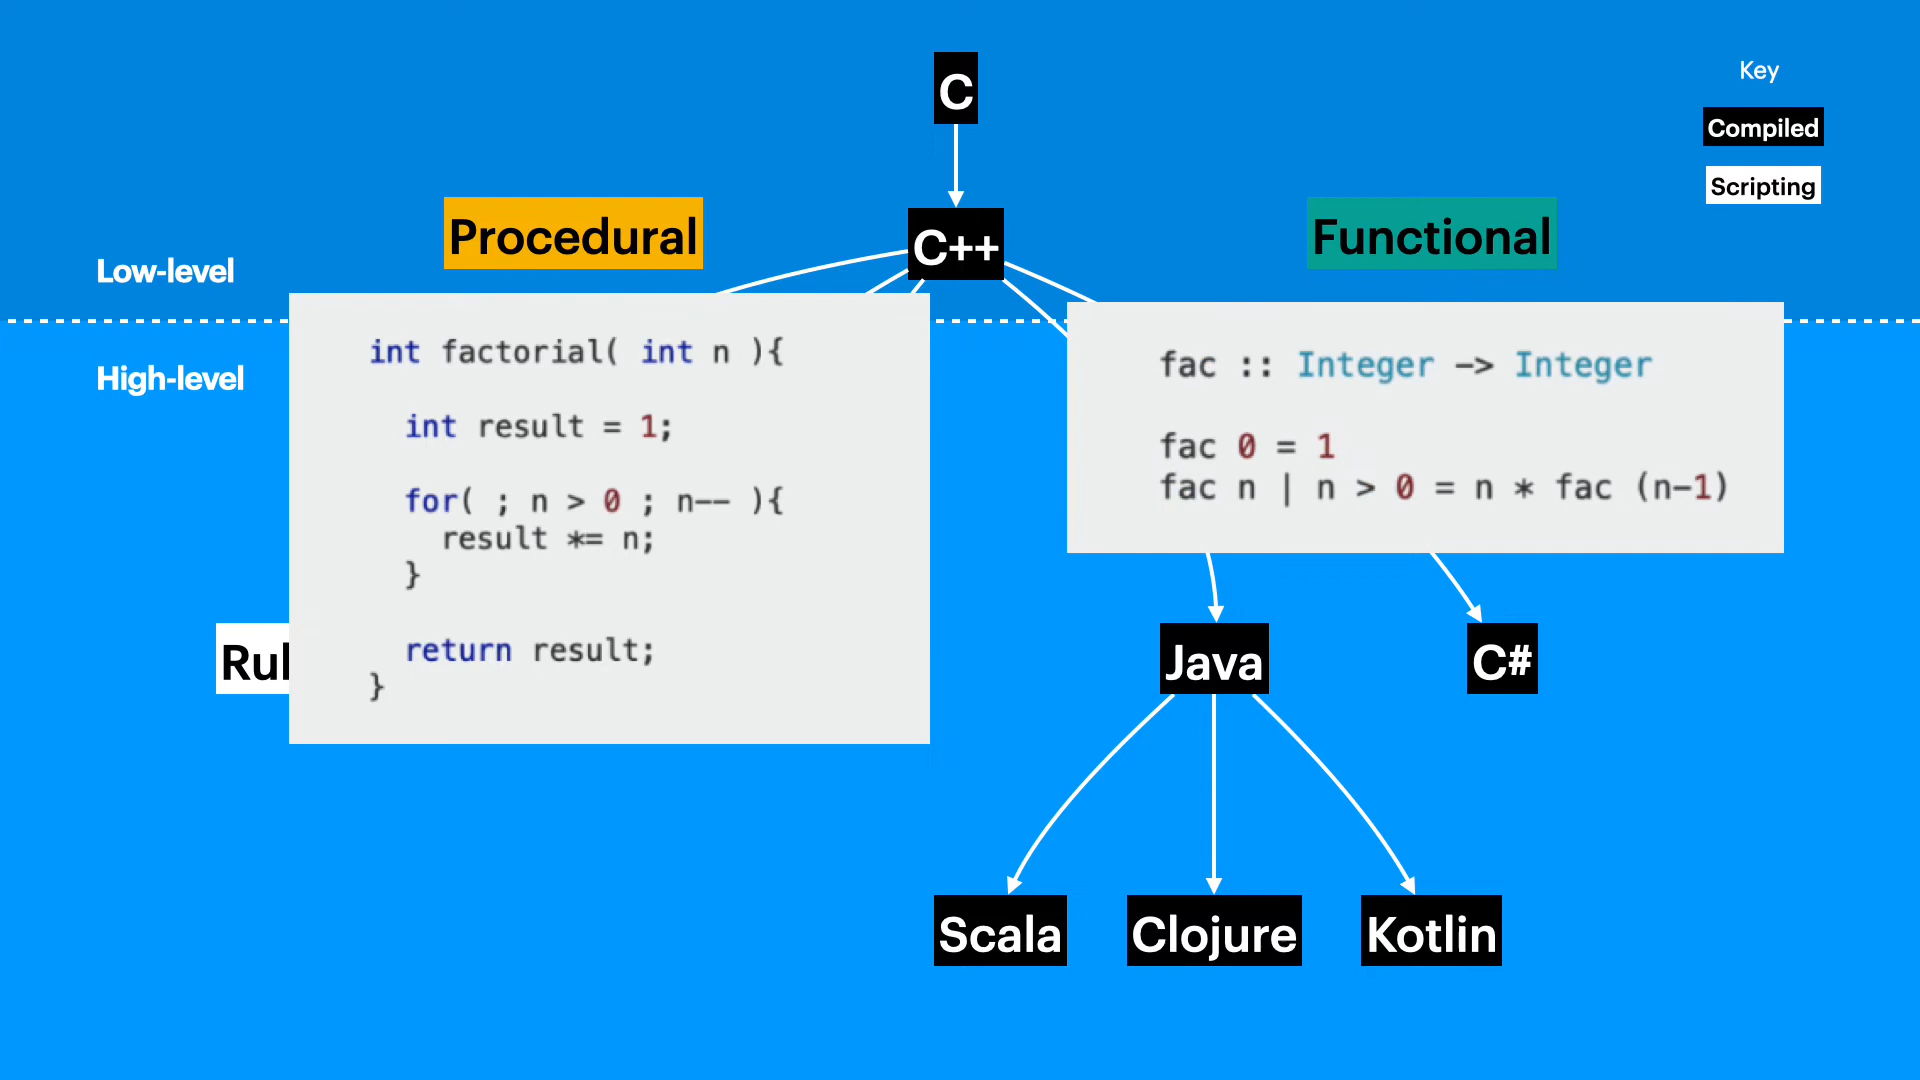 C
Key
Compiled
Scripting
Procedural
C++
Functional
Low-level
High-level
int factorial( int n ){
int result = 1;
for( ; n > 0 ; n-- ){
result *= n;
}
return result;
}
fac :: Integer -> Integer
fac 0 = 1
fac n | n > 0 = n * fac (n-1)
Java
C#
Scala
Clojure
Kotlin